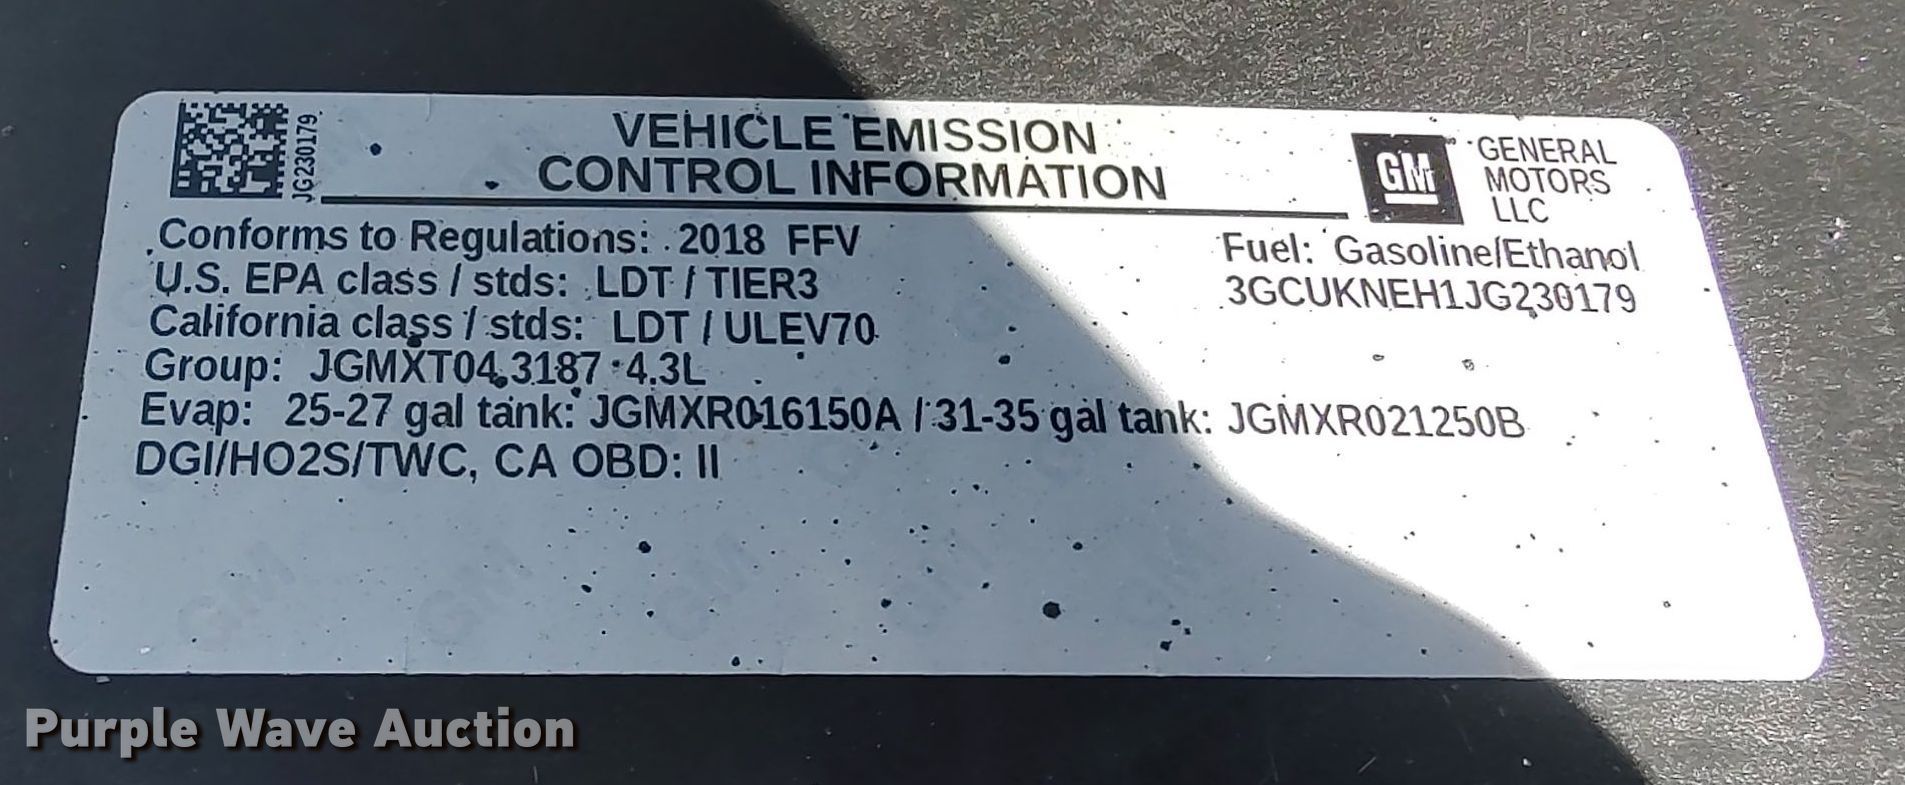 JG230179
VEHICLE EMISSION
CONTROL INFORMATION
GM
GENERAL
MOTORS
LLC
Conforms to Regulations: 2018 FFV
Fuel: Gasoline/Ethanol
U.S. EPA class / stds: LDT / TIER3
3GCUKNEH1JG230179
California class / stds: LDT / ULEV70
Group: JGMXT04.3187 4.3L
Evap: 25-27 gal tank: JGMXR016150A / 31-35 gal tank: JGMXR021250B
DGI/HO2S/TWC, CA OBD: II
Purple Wave Auction